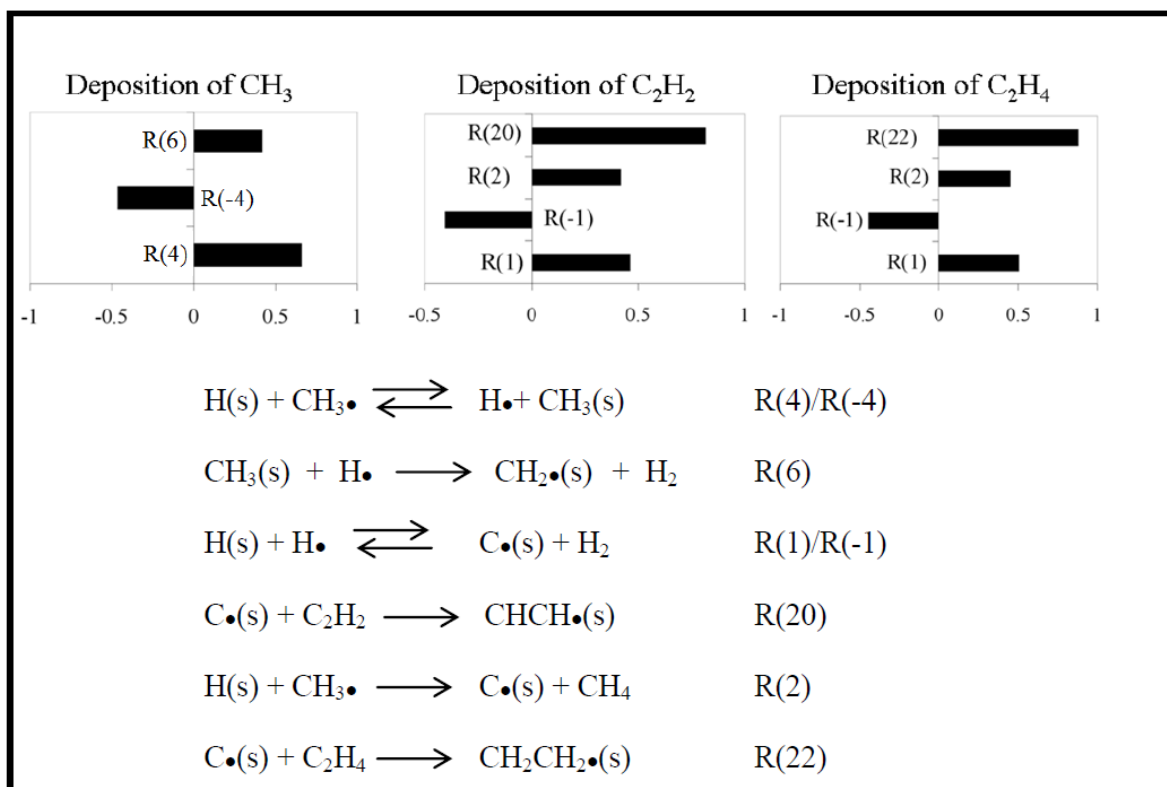 Deposition of CH₃
R(6)
R(-4)
R(4)
-1 -0.5 0 0.5 1
Deposition of C₂H₂
R(20)
R(2)
R(-1)
R(1)
-0.5 0 0.5 1
Deposition of C₂H₄
R(22)
R(2)
R(-1)
R(1)
-1 -0.5 0 0.5 1
H(s) + CH₃• ⇌ H•+ CH₃(s) R(4)/R(-4)
CH₃(s) + H• ⟶ CH₂•(s) + H₂ R(6)
H(s) + H• ⇌ C•(s) + H₂ R(1)/R(-1)
C•(s) + C₂H₂ ⟶ CHCH•(s) R(20)
H(s) + CH₃• ⟶ C•(s) + CH₄ R(2)
C•(s) + C₂H₄ ⟶ CH₂CH₂•(s) R(22)